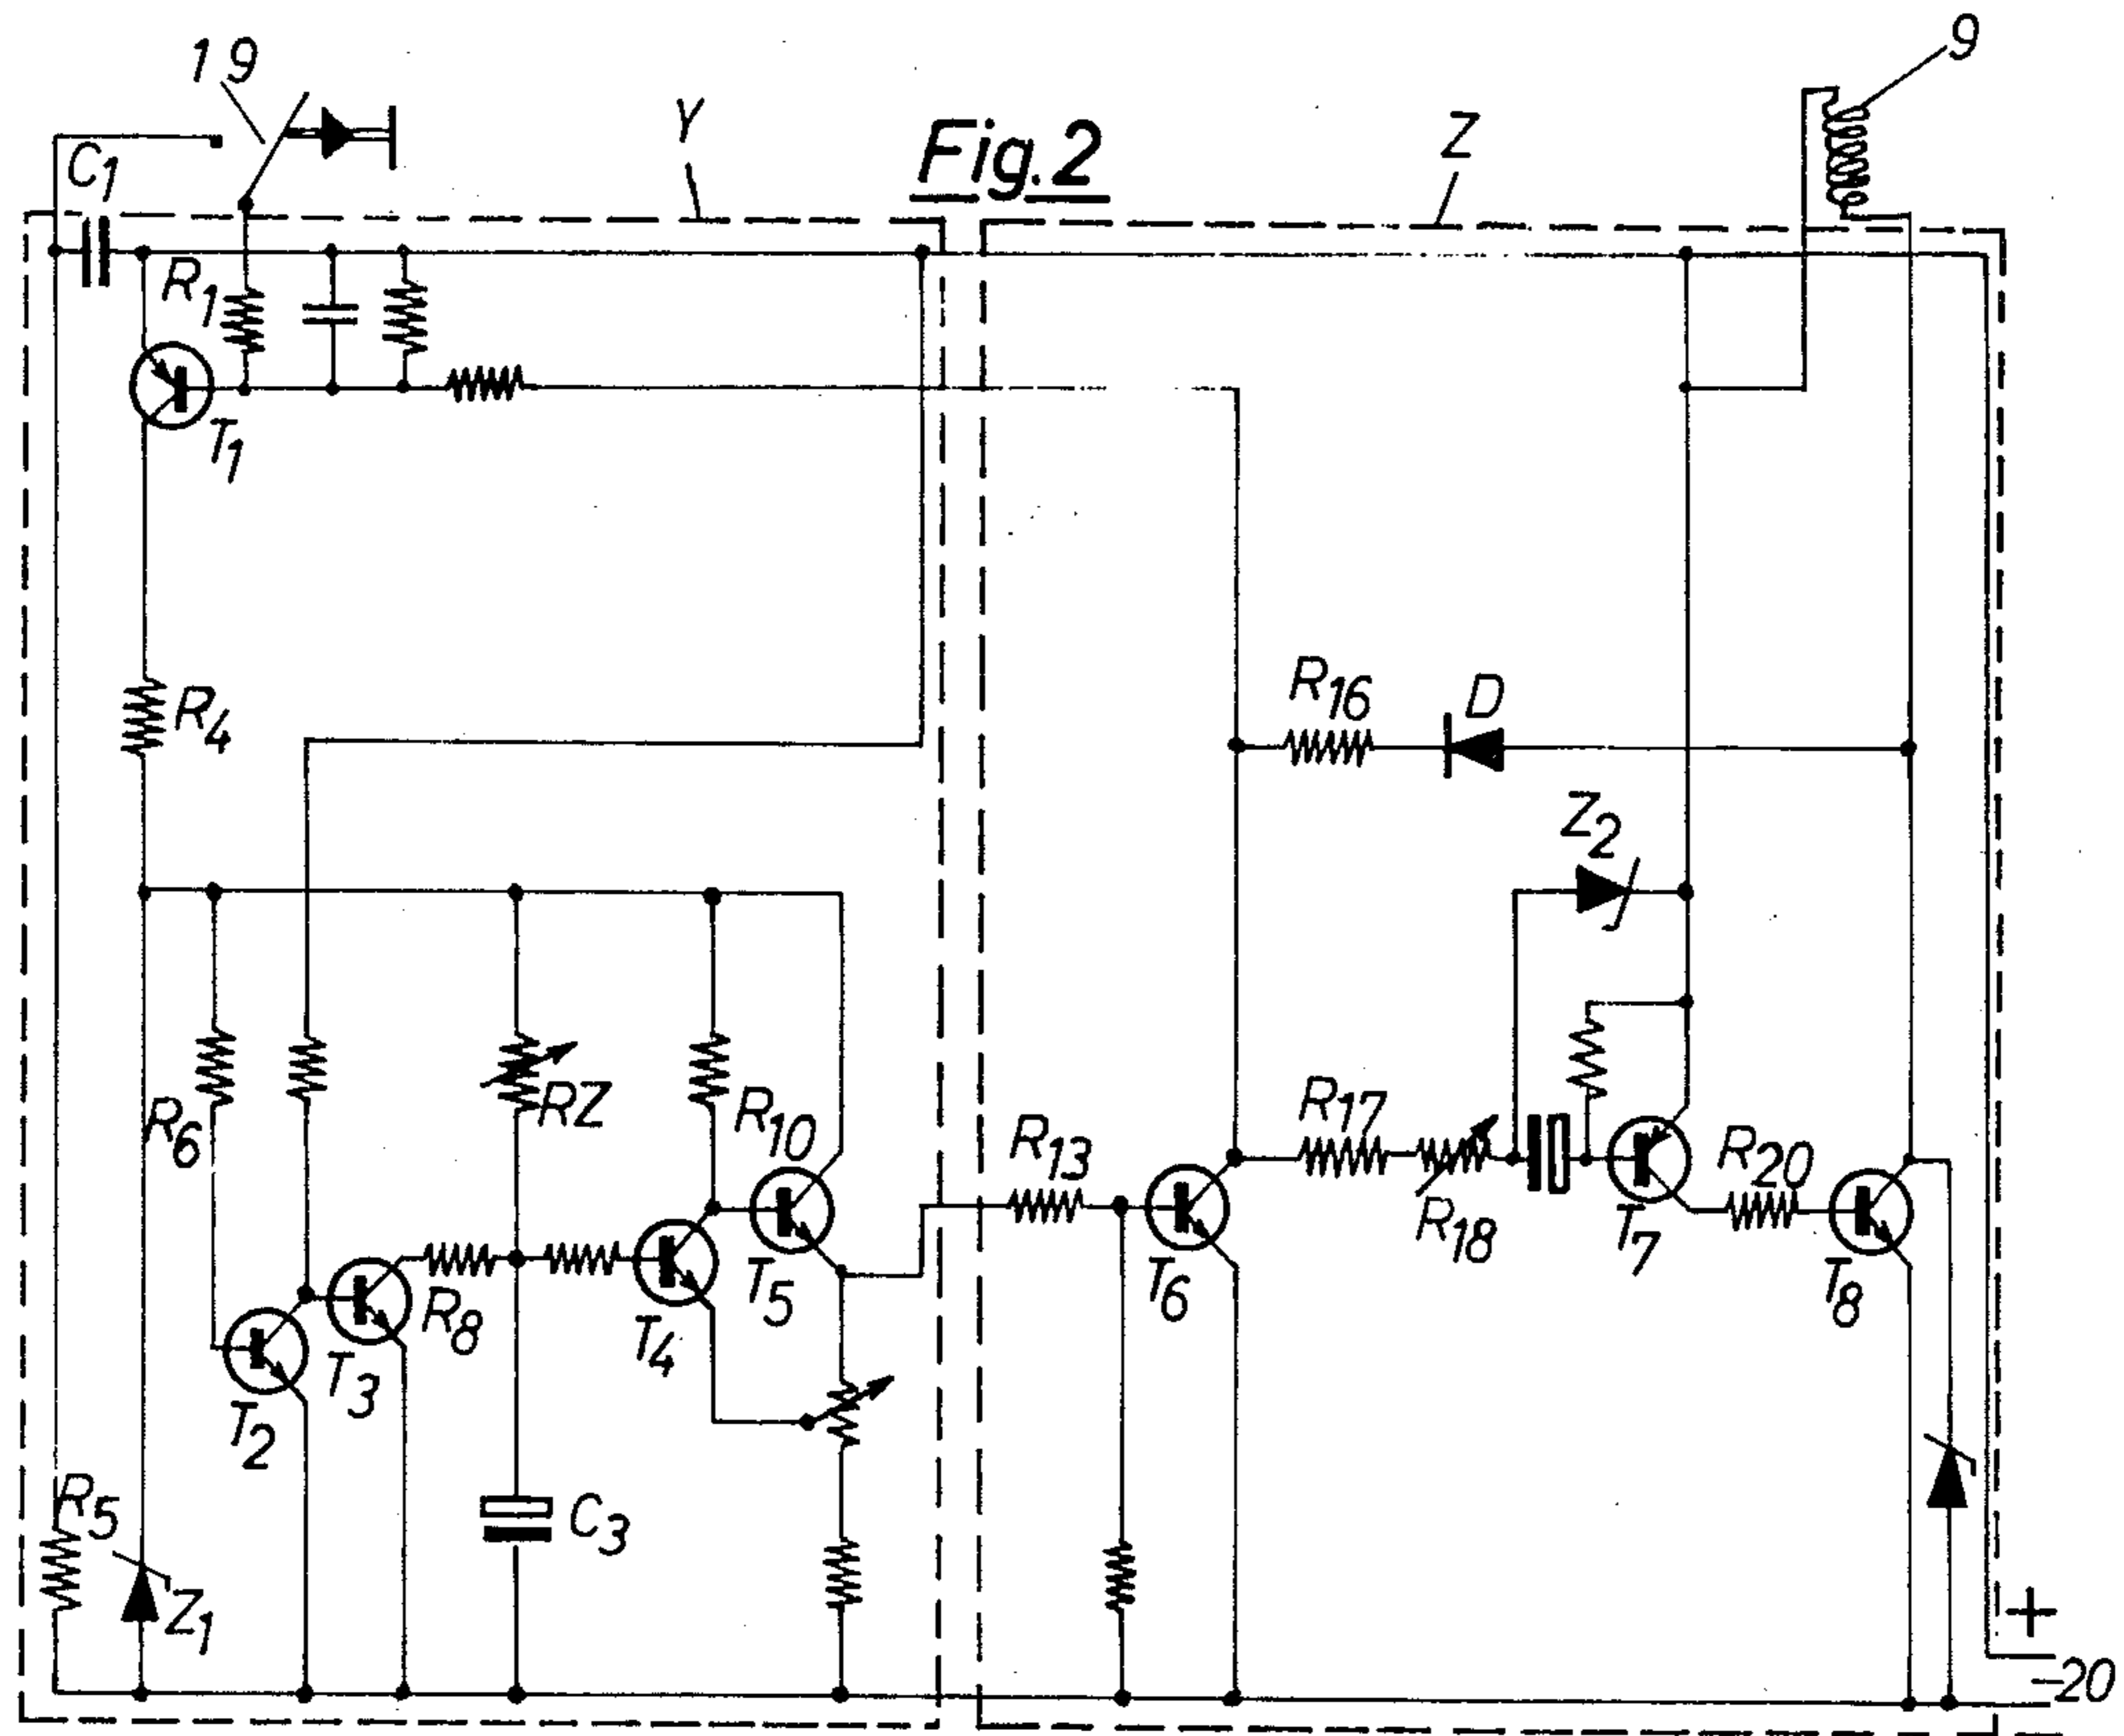 19
Y
Fig.2
Z
9
C1
R1
T1
R4
R16
D
Z2
R6
RZ
R10
R13
R17
R18
R20
T7
T8
T6
T5
T4
R8
T3
T2
R5
C3
Z1
+
-20